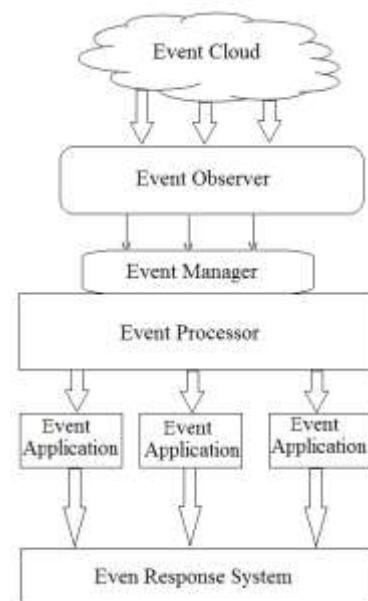 Event Cloud
Event Observer
Event Manager
Event Processor
Event
Application
Event
Application
Event
Application
Even Response System